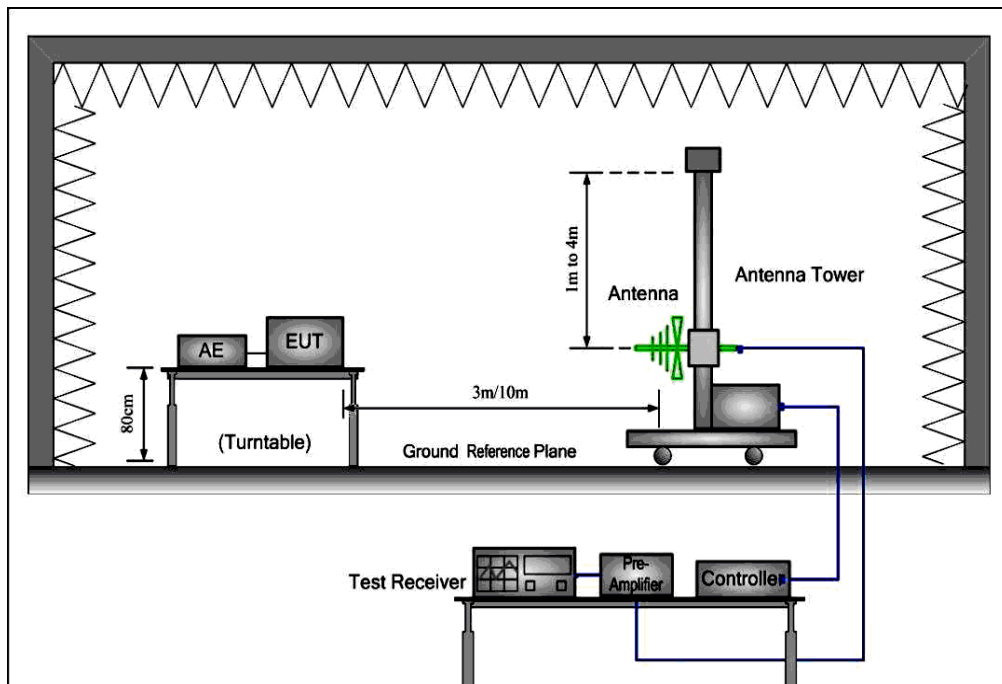 1m to 4m
Antenna Tower
Antenna
AE
EUT
3m/10m
80cm
(Turntable)
Ground Reference Plane
Test Receiver
Pre-
Amplifier
Controller